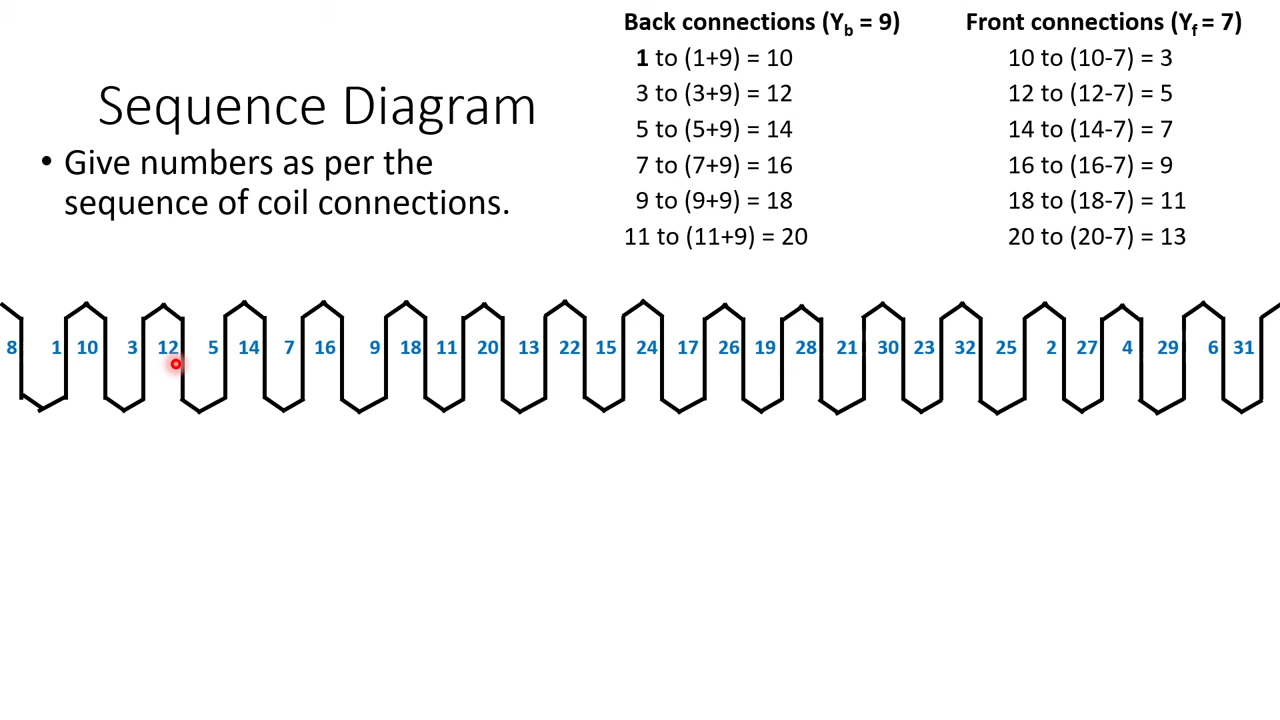 Sequence Diagram
• Give numbers as per the
sequence of coil connections.
Back connections (Yb = 9)
1 to (1+9) = 10
3 to (3+9) = 12
5 to (5+9) = 14
7 to (7+9) = 16
9 to (9+9) = 18
11 to (11+9) = 20
Front connections (Yf = 7)
10 to (10-7) = 3
12 to (12-7) = 5
14 to (14-7) = 7
16 to (16-7) = 9
18 to (18-7) = 11
20 to (20-7) = 13
8 1 10 3 12 5 14 7 16 9 18 11 20 13 22 15 24 17 26 19 28 21 30 23 32 25 2 27 4 29 6 31